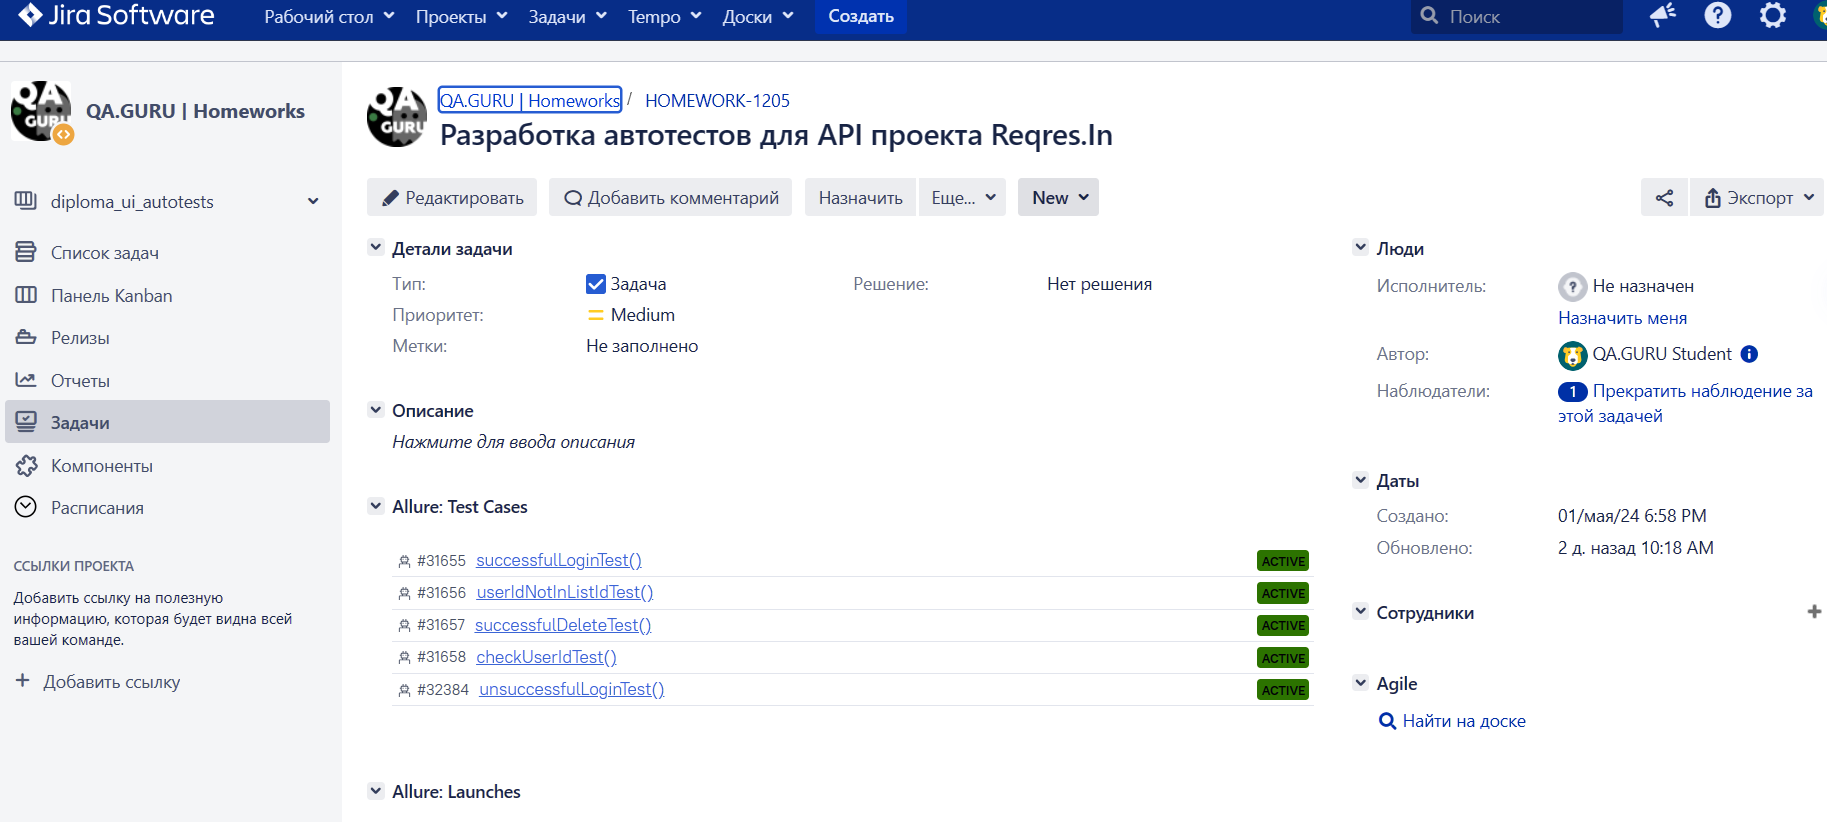 Jira Software
Рабочий стол
Проекты
Задачи
Tempo
Доски
Создать
Поиск
QA GURU
QA.GURU | Homeworks
diploma_ui_autotests
Список задач
Панель Kanban
Релизы
Отчеты
Задачи
Компоненты
Расписания
ССЫЛКИ ПРОЕКТА
Добавить ссылку на полезную
информацию, которая будет видна всей
вашей команде.
+ Добавить ссылку
QA GURU
QA.GURU | Homeworks / HOMEWORK-1205
Разработка автотестов для API проекта Reqres.In
Редактировать
Добавить комментарий
Назначить
Еще...
New
Экспорт
Детали задачи
Тип: Задача
Решение: Нет решения
Приоритет: Medium
Метки: Не заполнено
Описание
Нажмите для ввода описания
Allure: Test Cases
#31655 successfulLoginTest() ACTIVE
#31656 userIdNotInListIdTest() ACTIVE
#31657 successfulDeleteTest() ACTIVE
#31658 checkUserIdTest() ACTIVE
#32384 unsuccessfulLoginTest() ACTIVE
Allure: Launches
Люди
Исполнитель: Не назначен
Назначить меня
Автор: QA.GURU Student
Наблюдатели: 1 Прекратить наблюдение за
этой задачей
Даты
Создано: 01/мая/24 6:58 PM
Обновлено: 2 д. назад 10:18 AM
Сотрудники
Agile
Найти на доске